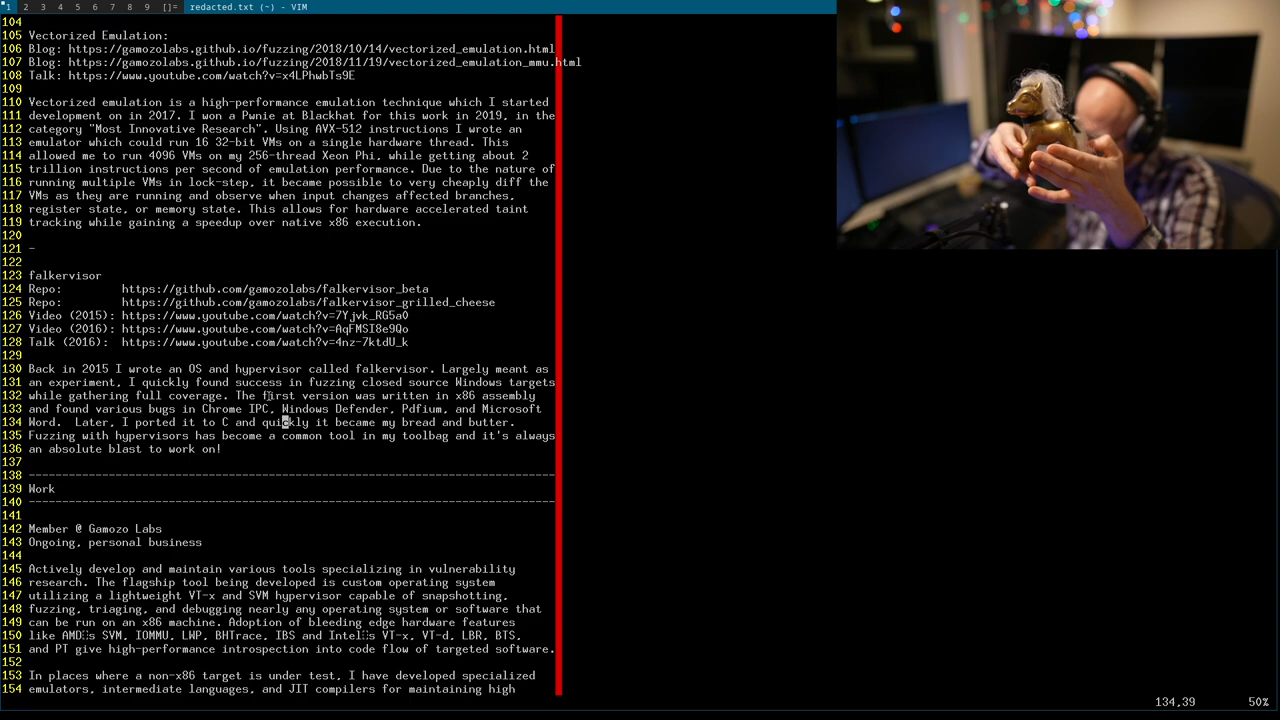 1 2 3 4 5 6 7 8 9 []= redacted.txt (~) - VIM
104
105 Vectorized Emulation:
106 Blog: https://gamozolabs.github.io/fuzzing/2018/10/14/vectorized_emulation.html
107 Blog: https://gamozolabs.github.io/fuzzing/2018/11/19/vectorized_emulation_mmu.html
108 Talk: https://www.youtube.com/watch?v=x4LPhwbTs9E
109
110 Vectorized emulation is a high-performance emulation technique which I started
111 development on in 2017. I won a Pwnie at Blackhat for this work in 2019, in the
112 category "Most Innovative Research". Using AVX-512 instructions I wrote an
113 emulator which could run 16 32-bit VMs on a single hardware thread. This
114 allowed me to run 4096 VMs on my 256-thread Xeon Phi, while getting about 2
115 trillion instructions per second of emulation performance. Due to the nature of
116 running multiple VMs in lock-step, it became possible to very cheaply diff the
117 VMs as they are running and observe when input changes affected branches,
118 register state, or memory state. This allows for hardware accelerated taint
119 tracking while gaining a speedup over native x86 execution.
120
121 -
122
123 falkervisor
124 Repo: https://github.com/gamozolabs/falkervisor_beta
125 Repo: https://github.com/gamozolabs/falkervisor_grilled_cheese
126 Video (2015): https://www.youtube.com/watch?v=7Yjvk_RG5a0
127 Video (2016): https://www.youtube.com/watch?v=AqFMSI8e9Qo
128 Talk (2016): https://www.youtube.com/watch?v=4nz-7ktdU_k
129
130 Back in 2015 I wrote an OS and hypervisor called falkervisor. Largely meant as
131 an experiment, I quickly found success in fuzzing closed source Windows targets
132 while gathering full coverage. The first version was written in x86 assembly
133 and found various bugs in Chrome IPC, Windows Defender, Pdfium, and Microsoft
134 Word. Later, I ported it to C and quickly it became my bread and butter.
135 Fuzzing with hypervisors has become a common tool in my toolbag and it's always
136 an absolute blast to work on!
137
138 -------------------------------------------------------------------------------
139 Work
140 -------------------------------------------------------------------------------
141
142 Member @ Gamozo Labs
143 Ongoing, personal business
144
145 Actively develop and maintain various tools specializing in vulnerability
146 research. The flagship tool being developed is custom operating system
147 utilizing a lightweight VT-x and SVM hypervisor capable of snapshotting,
148 fuzzing, triaging, and debugging nearly any operating system or software that
149 can be run on an x86 machine. Adoption of bleeding edge hardware features
150 like AMD□s SVM, IOMMU, LWP, BHTrace, IBS and Intel□s VT-x, VT-d, LBR, BTS,
151 and PT give high-performance introspection into code flow of targeted software.
152
153 In places where a non-x86 target is under test, I have developed specialized
154 emulators, intermediate languages, and JIT compilers for maintaining high
134,39 50%